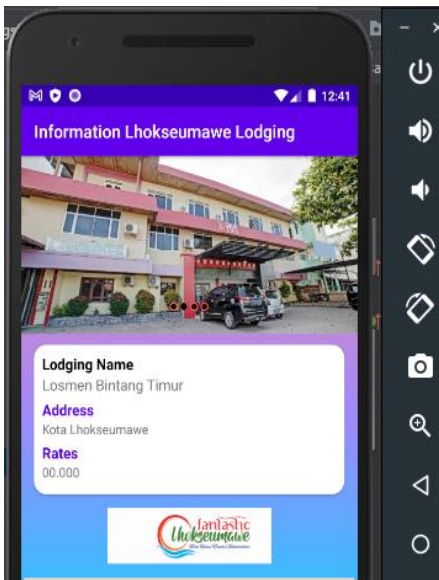 12:41
Information Lhokseumawe Lodging
Lodging Name
Losmen Bintang Timur
Address
Kota Lhokseumawe
Rates
00.000
fantastic
Lhokseumawe